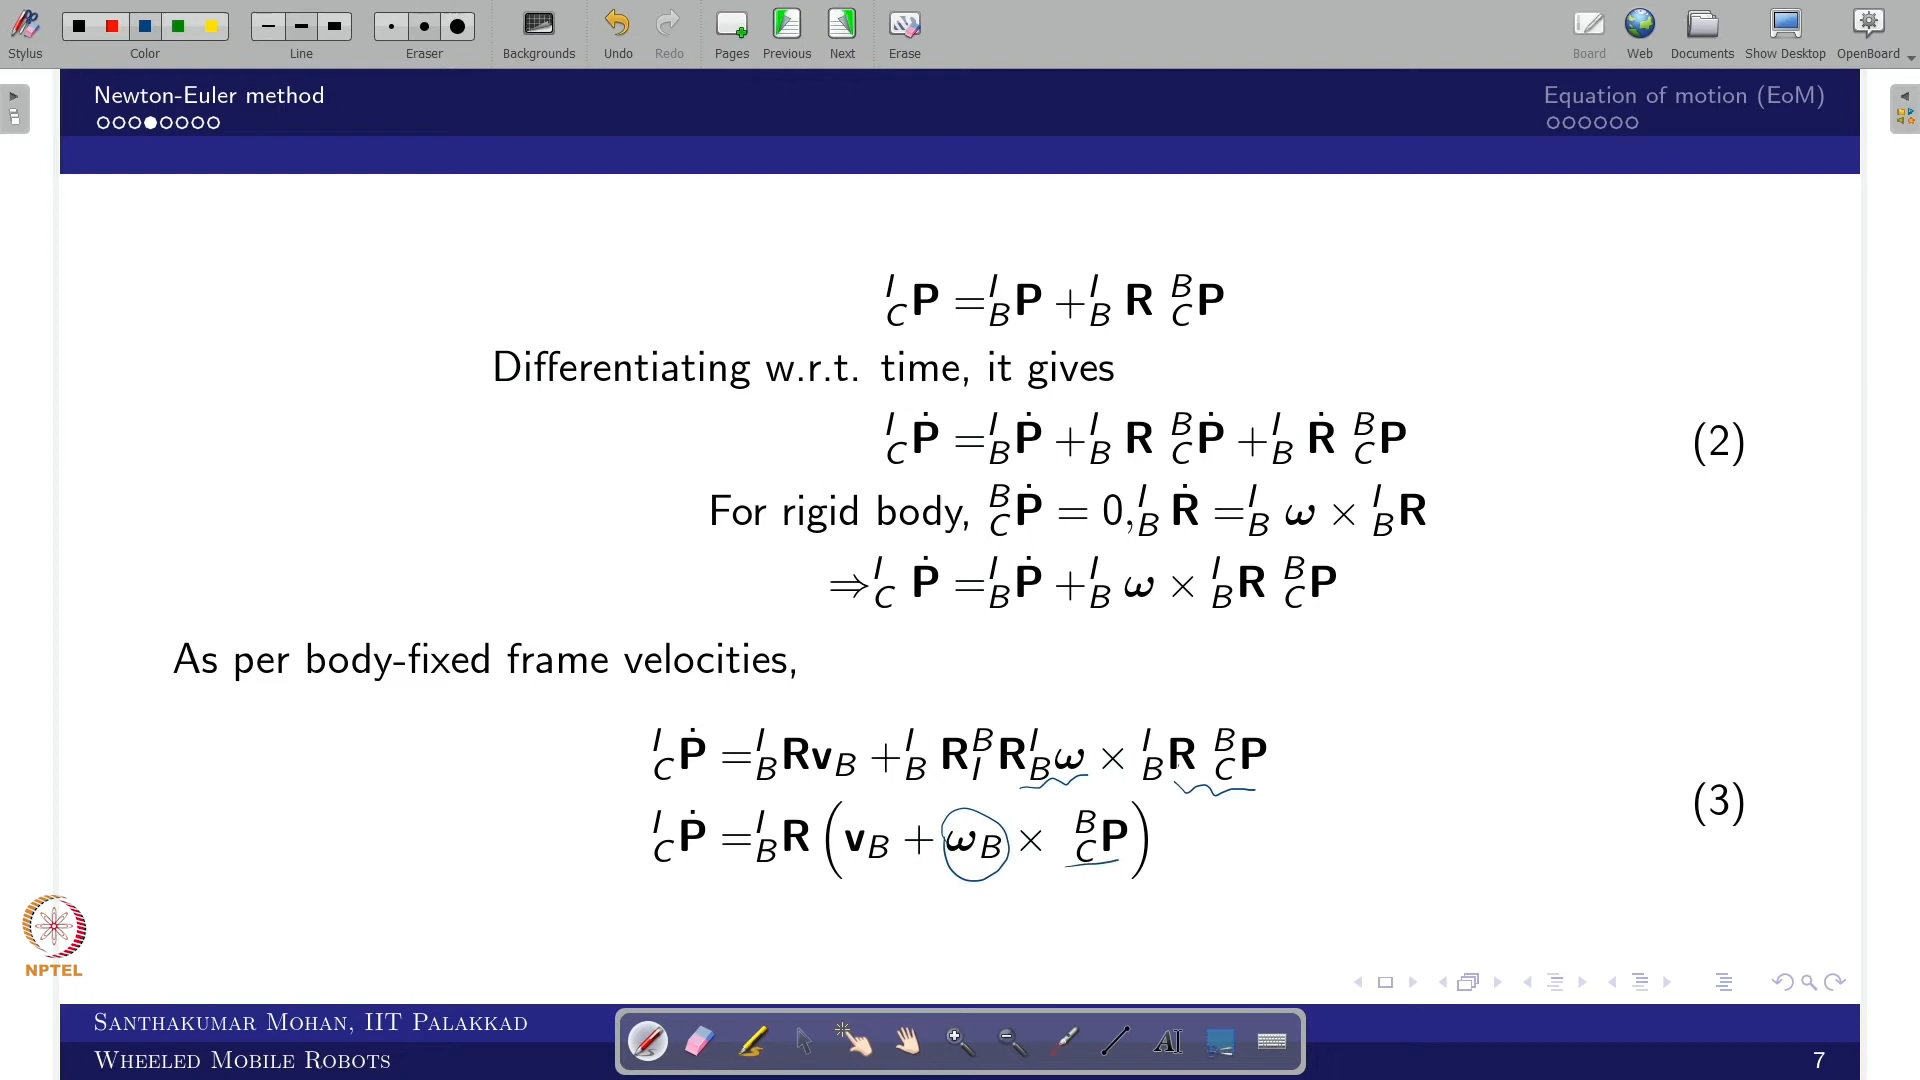 Stylus Color Line Eraser Backgrounds Undo Redo Pages Previous Next Erase Board Web Documents Show Desktop OpenBoard
Newton-Euler method Equation of motion (EoM)
^I_C P = ^I_B P + ^I_B R ^B_C P
Differentiating w.r.t. time, it gives
^I_C Ṗ = ^I_B Ṗ + ^I_B R ^B_C Ṗ + ^I_B Ṙ ^B_C P (2)
For rigid body, ^B_C Ṗ = 0, ^I_B Ṙ = ^I_B ω × ^I_B R
⇒ ^I_C Ṗ = ^I_B Ṗ + ^I_B ω × ^I_B R ^B_C P
As per body-fixed frame velocities,
^I_C Ṗ = ^I_B R v_B + ^I_B R ^B_I R ^I_B ω × ^I_B R ^B_C P
^I_C Ṗ = ^I_B R (v_B + ω_B × ^B_C P) (3)
NPTEL
Santhakumar Mohan, IIT Palakkad
Wheeled Mobile Robots 7